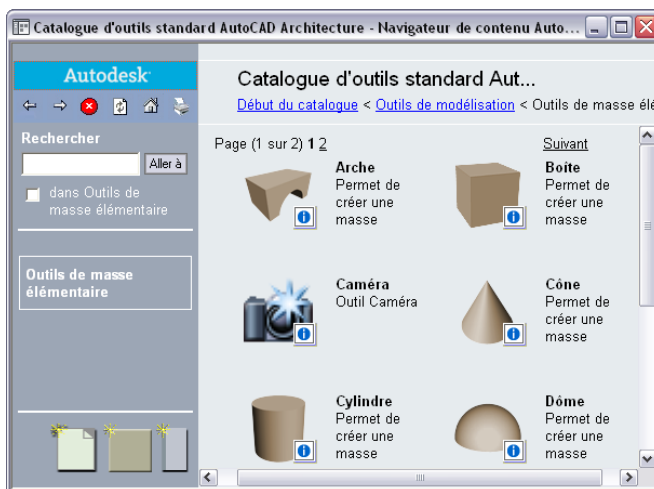 Catalogue d'outils standard AutoCAD Architecture - Navigateur de contenu Auto...
Autodesk
Catalogue d'outils standard Aut...
Début du catalogue < Outils de modélisation < Outils de masse élé
Rechercher
Aller à
dans Outils de
masse élémentaire
Outils de masse
élémentaire
Page (1 sur 2) 1 2
Suivant
Arche
Permet de
créer une
masse
Boîte
Permet de
créer une
masse
Caméra
Outil Caméra
Cône
Permet de
créer une
masse
Cylindre
Permet de
créer une
masse
Dôme
Permet de
créer une
masse